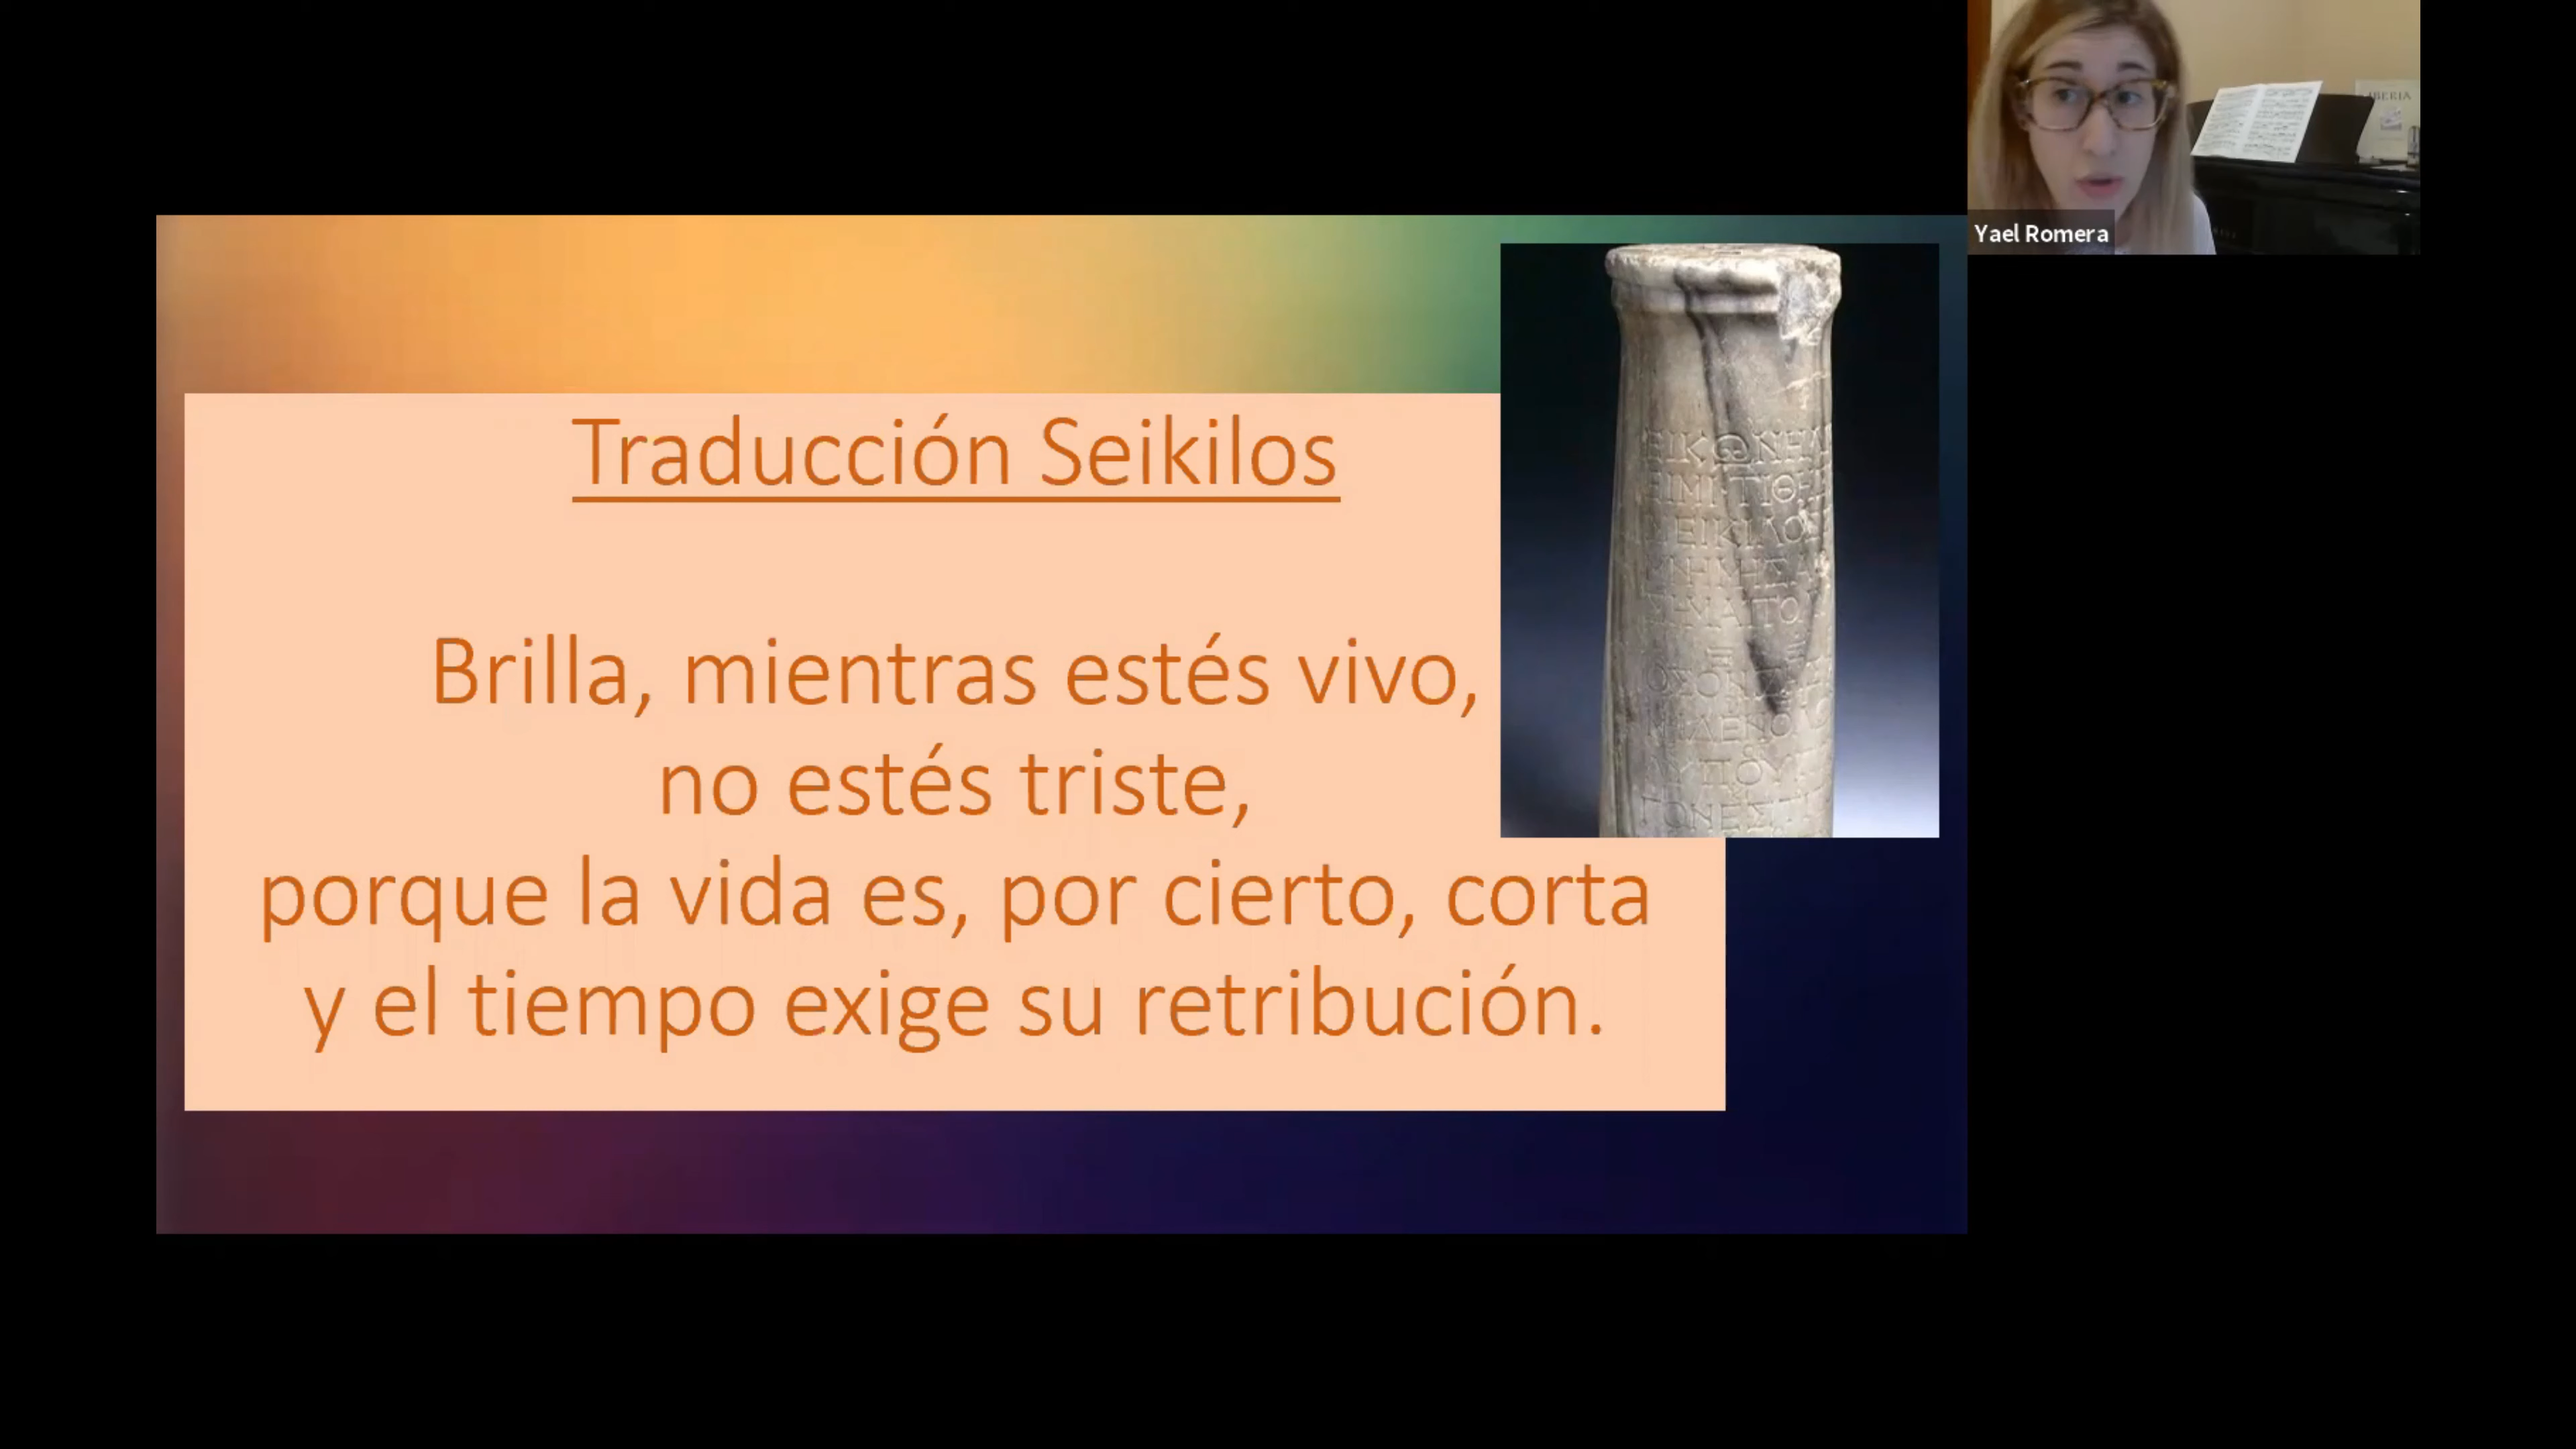 Traducción Seikilos
Brilla, mientras estés vivo,
no estés triste,
porque la vida es, por cierto, corta
y el tiempo exige su retribución.
Yael Romera